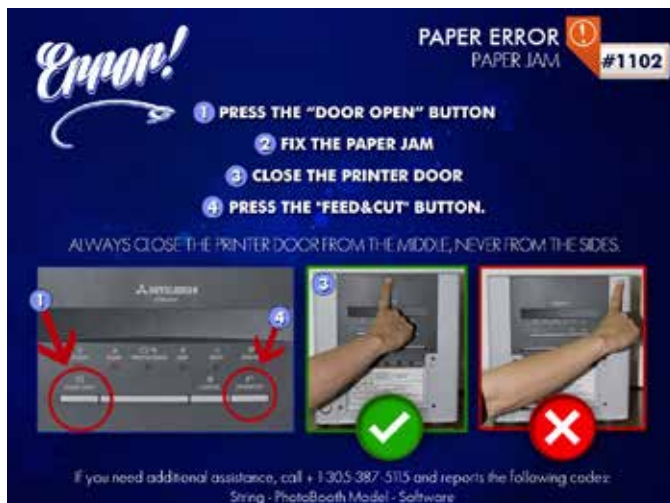 Error!
PAPER ERROR
PAPER JAM
#1102
1 PRESS THE “DOOR OPEN” BUTTON
2 FIX THE PAPER JAM
3 CLOSE THE PRINTER DOOR
4 PRESS THE "FEED&CUT" BUTTON.
ALWAYS CLOSE THE PRINTER DOOR FROM THE MIDDLE, NEVER FROM THE SIDES.
1
MITSUBISHI
4
3
If you need additional assistance, call +1-305-387-5115 and reports the following codes:
String - PhotoBooth Model - Software